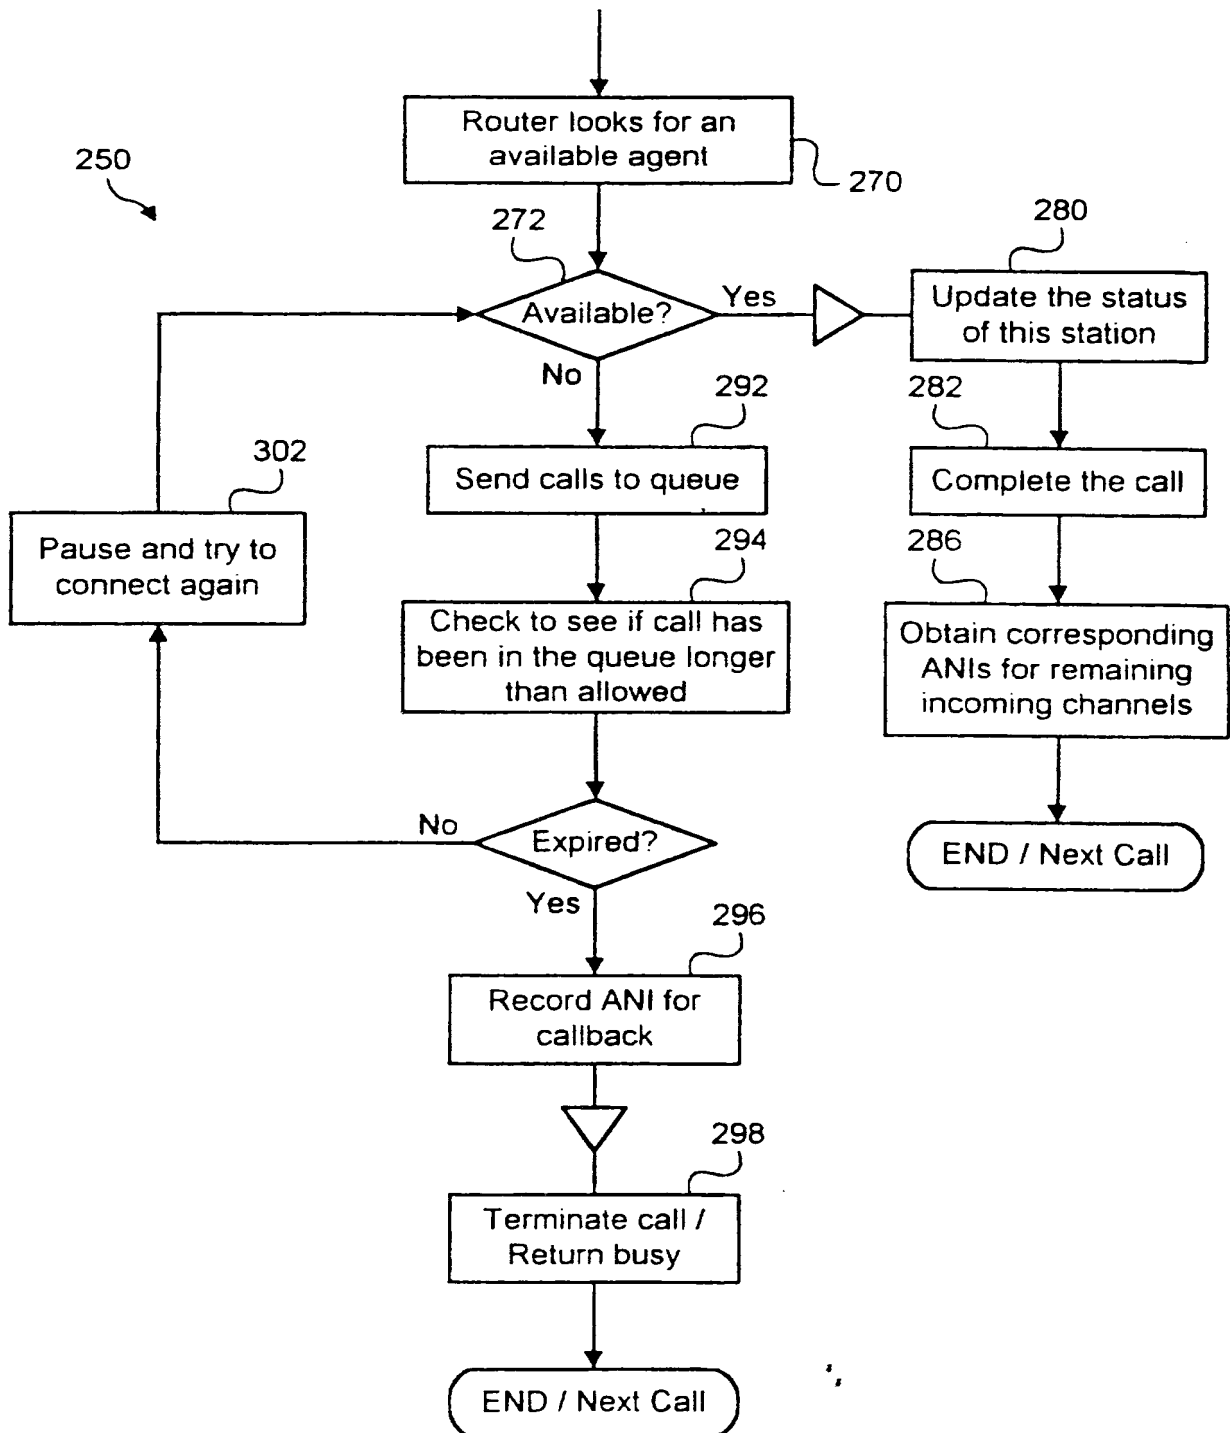 Router looks for an
available agent
270
250
272
280
Available?
Yes
Update the status
of this station
No
292
282
302
Send calls to queue
Complete the call
Pause and try to
connect again
294
286
Check to see if call has
been in the queue longer
than allowed
Obtain corresponding
ANIs for remaining
incoming channels
No
Expired?
END / Next Call
Yes
296
Record ANI for
callback
298
Terminate call /
Return busy
END / Next Call